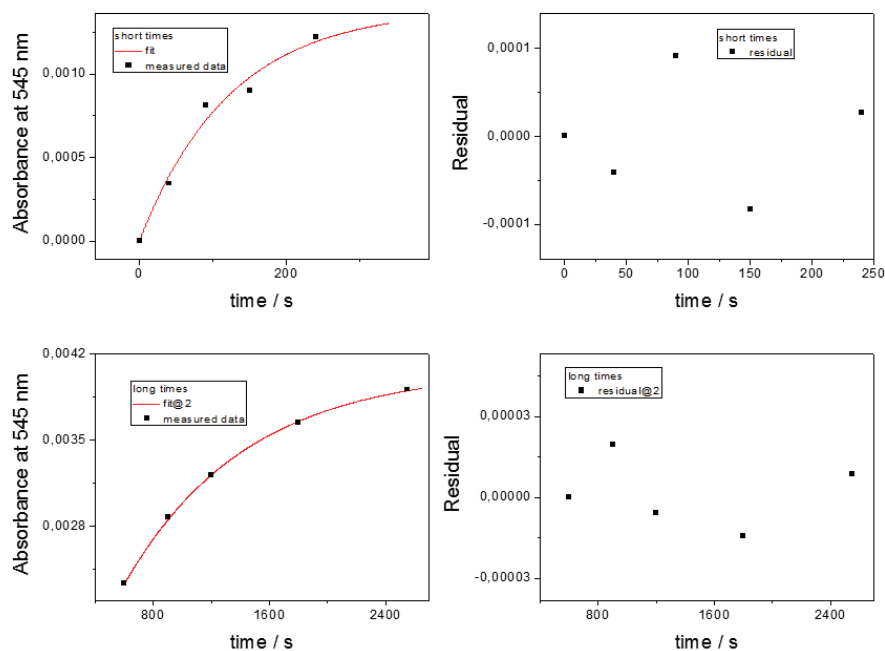 short times
fit
measured data
0,0010
0,0005
0,0000
Absorbance at 545 nm
0
200
time / s
short times
residual
0,0001
0,0000
-0,0001
Residual
0
50
100
150
200
250
time / s
long times
fit@2
measured data
0,0042
0,0035
0,0028
Absorbance at 545 nm
800
1600
2400
time / s
long times
residual@2
0,00003
0,00000
-0,00003
Residual
800
1600
2400
time / s